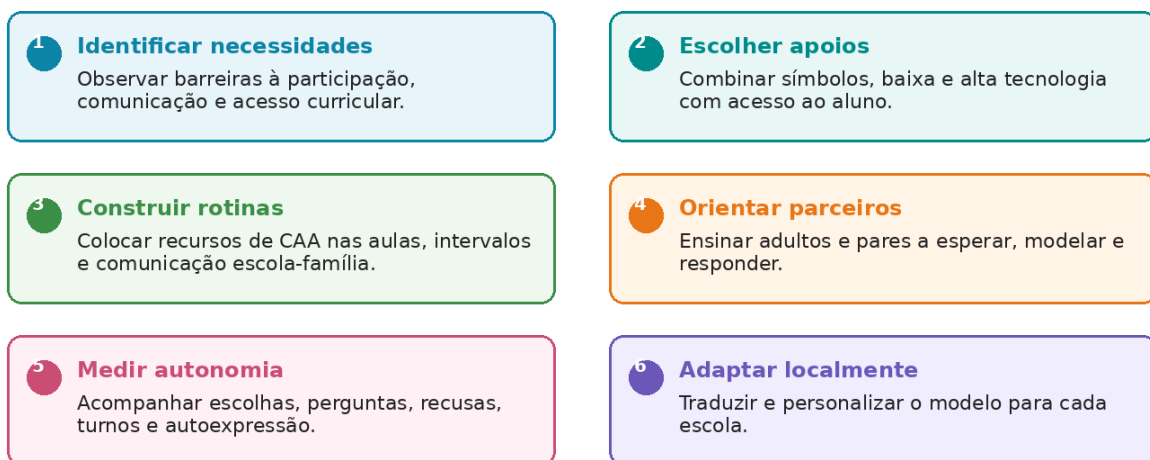 1
Identificar necessidades
Observar barreiras à participação,
comunicação e acesso curricular.
2
Escolher apoios
Combinar símbolos, baixa e alta tecnologia
com acesso ao aluno.
3
Construir rotinas
Colocar recursos de CAA nas aulas, intervalos
e comunicação escola-família.
4
Orientar parceiros
Ensinar adultos e pares a esperar, modelar e
responder.
5
Medir autonomia
Acompanhar escolhas, perguntas, recusas,
turnos e autoexpressão.
6
Adaptar localmente
Traduzir e personalizar o modelo para cada
escola.